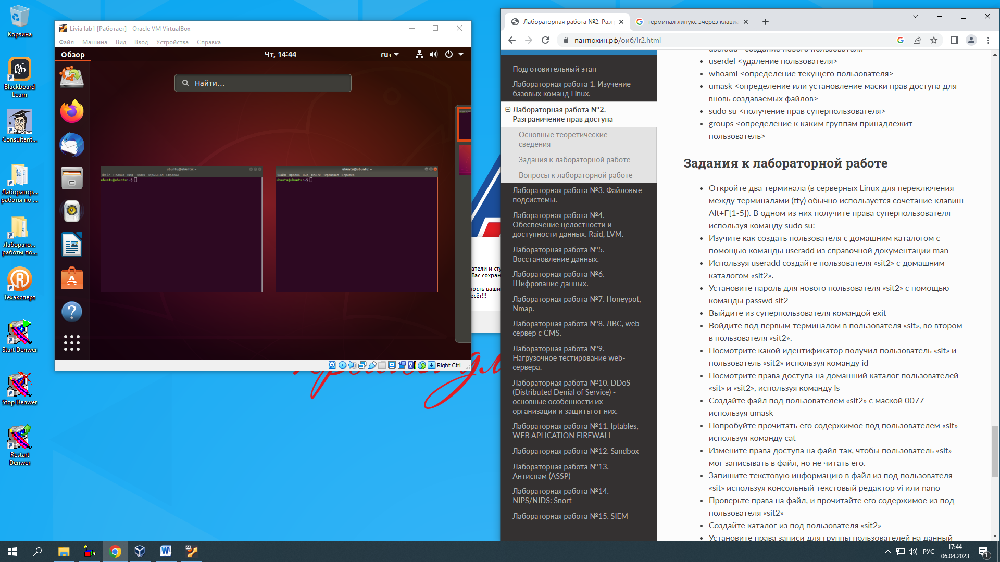 Корзина
Blackboard
Learn
Consultant...
Лаборатор...
работы по ...
Лаборато...
работы по...
Техэксперт
Start Denwer
Stop Denwer
Restart
Denwer
Livia lab1 [Работает] - Oracle VM VirtualBox
Файл Машина Вид Ввод Устройства Справка
Обзор
Чт, 14:44
ru₁
Найти...
ubuntu@ubuntu: ~
Файл Правка Вид Поиск Терминал Справка
ubuntu@ubuntu:~$
ubuntu@ubuntu: ~
Файл Правка Вид Поиск Терминал Справка
ubuntu@ubuntu:~$
Right Ctrl
атели и сту
Вас сохран
ность ваши
есёт!!!
Лабораторная работа №2. Разг
терминал линукс эчерез клавиа
пантюхин.рф/оиб/lr2.html
Подготовительный этап
Лабораторная работа 1. Изучение
базовых команд Linux.
Лабораторная работа №2.
Разграничение прав доступа
Основные теоретические
сведения
Задания к лабораторной работе
Вопросы к лабораторной работе
Лабораторная работа №3. Файловые
подсистемы.
Лабораторная работа №4.
Обеспечение целостности и
доступности данных. Raid, LVM.
Лабораторная работа №5.
Восстановление данных.
Лабораторная работа №6.
Шифрование данных.
Лабораторная работа №7. Honeypot,
Nmap.
Лабораторная работа №8. ЛВС, web-
сервер с CMS.
Лабораторная работа №9.
Нагрузочное тестирование web-
сервера.
Лабораторная работа №10. DDoS
(Distributed Denial of Service) -
основные особенности их
организации и защиты от них.
Лабораторная работа №11. Iptables,
WEB APLICATION FIREWALL
Лабораторная работа №12. Sandbox
Лабораторная работа №13.
Антиспам (ASSP)
Лабораторная работа №14.
NIPS/NIDS: Snort
Лабораторная работа №15. SIEM
useradd <создание нового пользователя>
userdel <удаление пользователя>
whoami <определение текущего пользователя>
umask <определение или установление маски прав доступа для
вновь создаваемых файлов>
sudo su <получение прав суперпользователя>
groups <определение к каким группам принадлежит
пользователь>
Задания к лабораторной работе
Откройте два терминала (в серверных Linux для переключения
между терминалами (tty) обычно используется сочетание клавиш
Alt+F[1-5]). В одном из них получите права суперпользователя
используя команду sudo su:
Изучите как создать пользователя с домашним каталогом с
помощью команды useradd из справочной документации man
Используя useradd создайте пользователя «sit2» с домашним
каталогом «sit2».
Установите пароль для нового пользователя «sit2» с помощью
команды passwd sit2
Выйдите из суперпользователя командой exit
Войдите под первым терминалом в пользователя «sit», во втором
в пользователя «sit2».
Посмотрите какой идентификатор получил пользователь «sit» и
пользователь «sit2» используя команду id
Посмотрите права доступа на домашний каталог пользователей
«sit» и «sit2», используя команду ls
Создайте файл под пользователем «sit2» с маской 0077
используя umask
Попробуйте прочитать его содержимое под пользователем «sit»
используя команду cat
Измените права доступа на файл так, чтобы пользователь «sit»
мог записывать в файл, но не читать его.
Запишите текстовую информацию в файл из под пользователя
«sit» используя консольный текстовый редактор vi или nano
Проверьте права на файл, и прочитайте его содержимое из под
пользователя «sit2»
Создайте каталог из под пользователя «sit2»
Установите права записи для группы пользователей на данный
РУС
17:44
06.04.2023
1